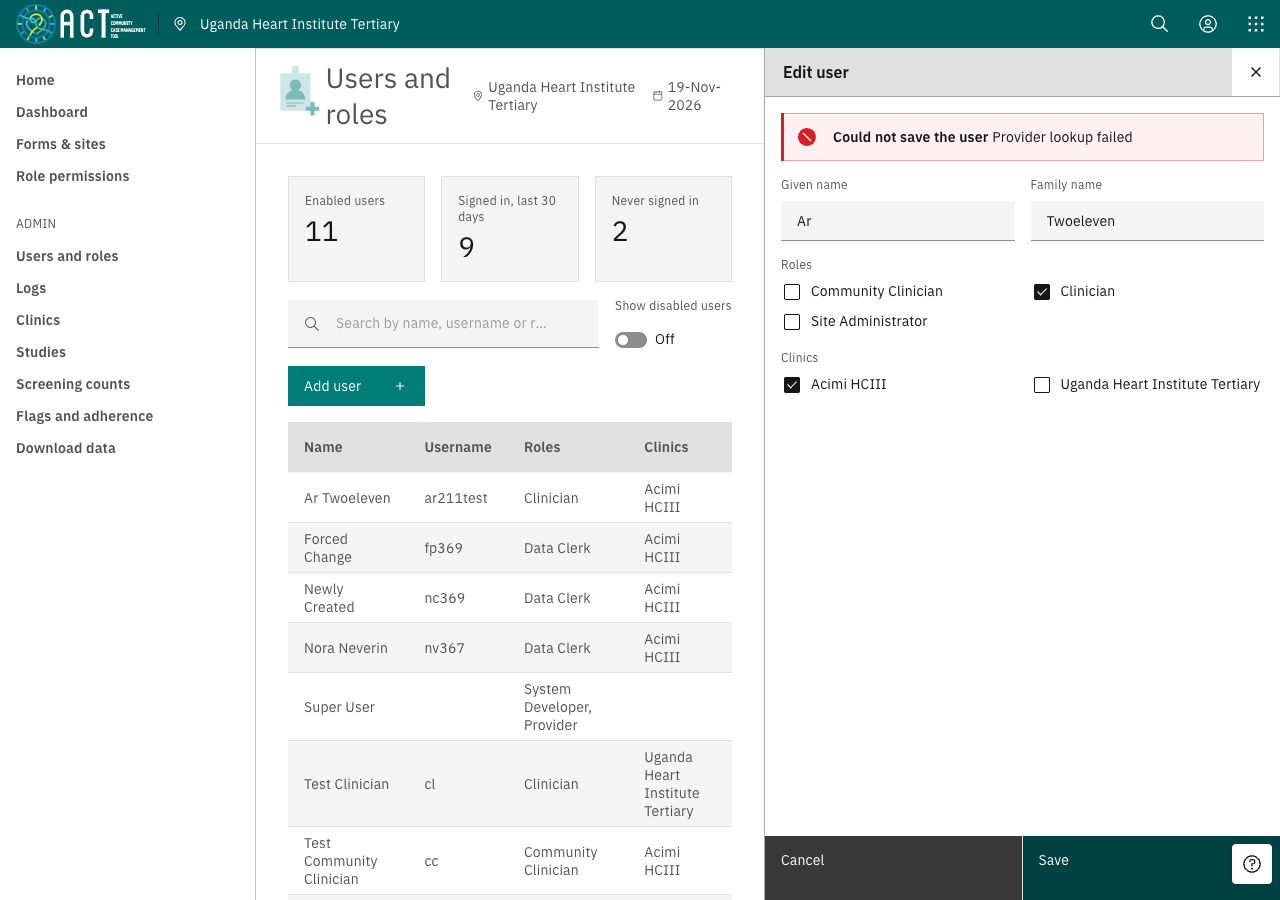 ACT
ACTIVE
COMMUNITY
CASE MANAGEMENT
TOOL
Uganda Heart Institute Tertiary
Home
Dashboard
Forms & sites
Role permissions
ADMIN
Users and roles
Logs
Clinics
Studies
Screening counts
Flags and adherence
Download data
Users and
roles
Uganda Heart Institute
Tertiary
19-Nov-
2026
Enabled users
11
Signed in, last 30
days
9
Never signed in
2
Search by name, username or r...
Show disabled users
Off
Add user +
Name Username Roles Clinics
Ar Twoeleven ar211test Clinician Acimi
HCIII
Forced
Change fp369 Data Clerk Acimi
HCIII
Newly
Created nc369 Data Clerk Acimi
HCIII
Nora Neverin nv367 Data Clerk Acimi
HCIII
Super User System
Developer,
Provider
Test Clinician cl Clinician Uganda
Heart
Institute
Tertiary
Test
Community
Clinician cc Community
Clinician Acimi
HCIII
Edit user
Could not save the user Provider lookup failed
Given name Family name
Ar Twoeleven
Roles
Community Clinician Clinician
Site Administrator
Clinics
Acimi HCIII Uganda Heart Institute Tertiary
Cancel Save